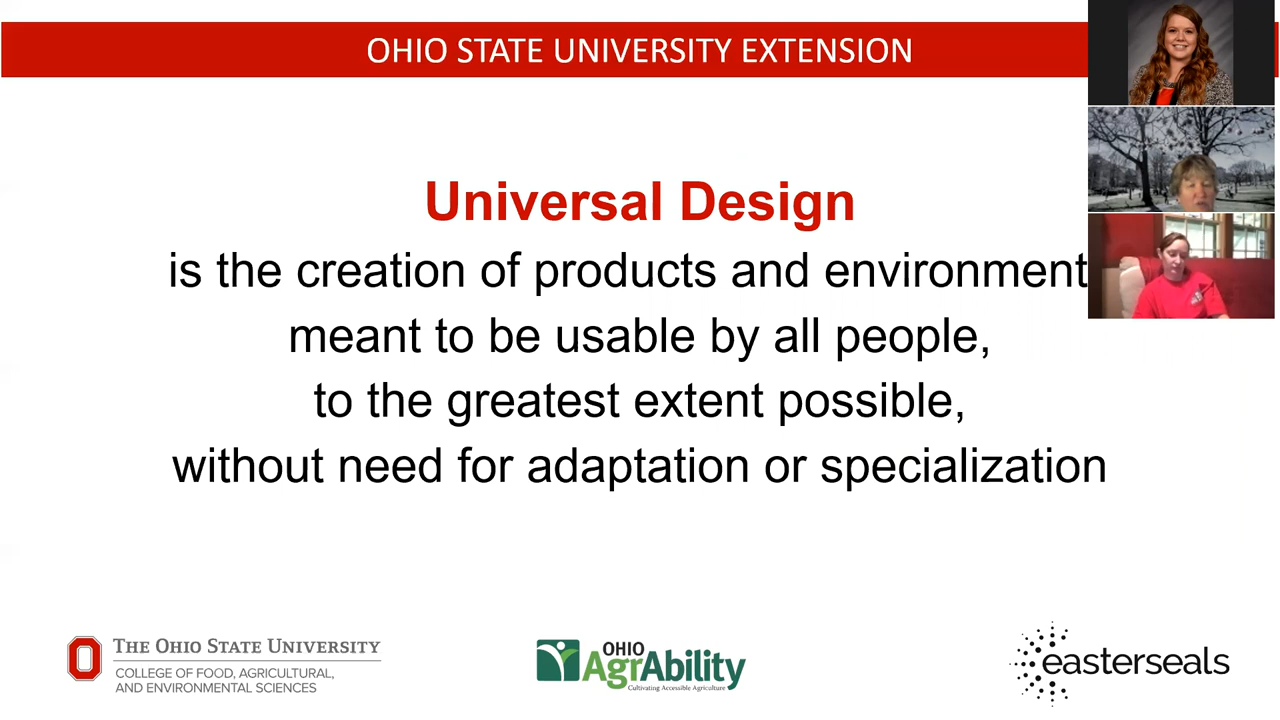 OHIO STATE UNIVERSITY EXTENSION
Universal Design
is the creation of products and environment
meant to be usable by all people,
to the greatest extent possible,
without need for adaptation or specialization
THE OHIO STATE UNIVERSITY
COLLEGE OF FOOD, AGRICULTURAL,
AND ENVIRONMENTAL SCIENCES
OHIO
AgrAbility
Cultivating Accessible Agriculture
easterseals